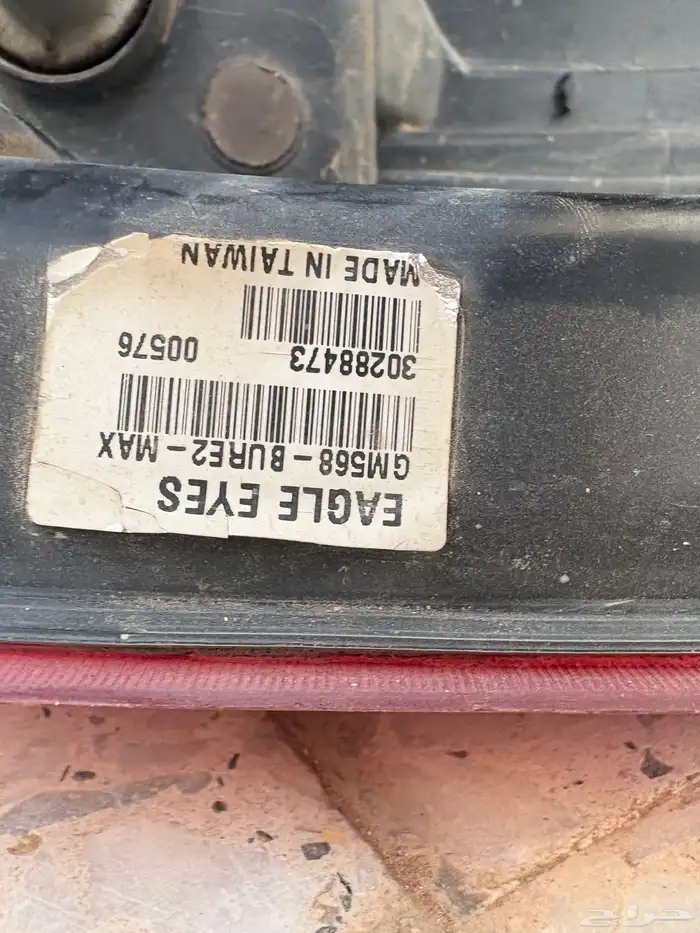 EAGLE EYES
GM568-BURE2-MAX
30288473 00576
MADE IN TAIWAN
حراج